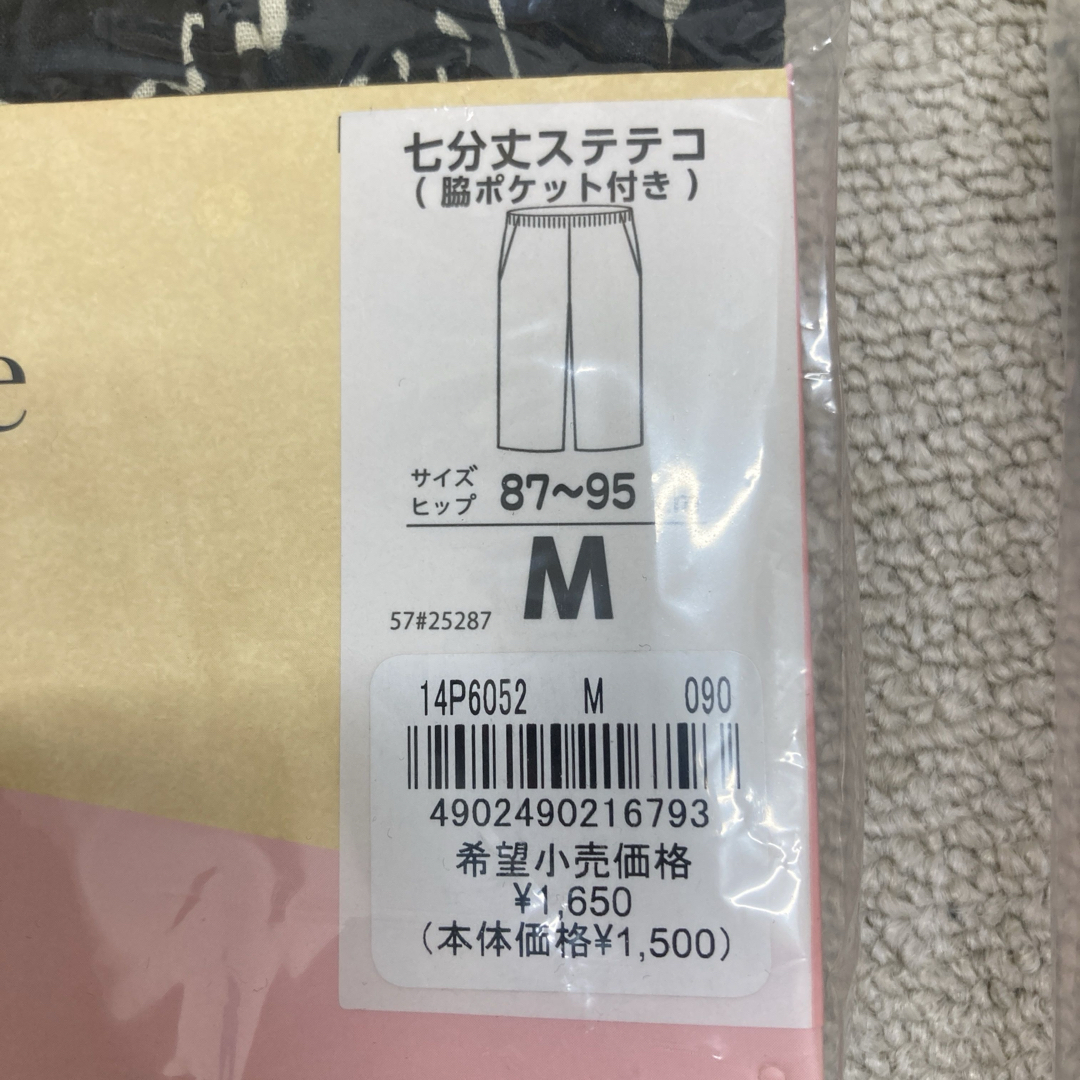 七分丈ステテコ
(脇ポケット付き)
サイズ
ヒップ 87〜95
M
57#25287
14P6052 M 090
4902490216793
希望小売価格
¥1,650
(本体価格¥1,500)
e